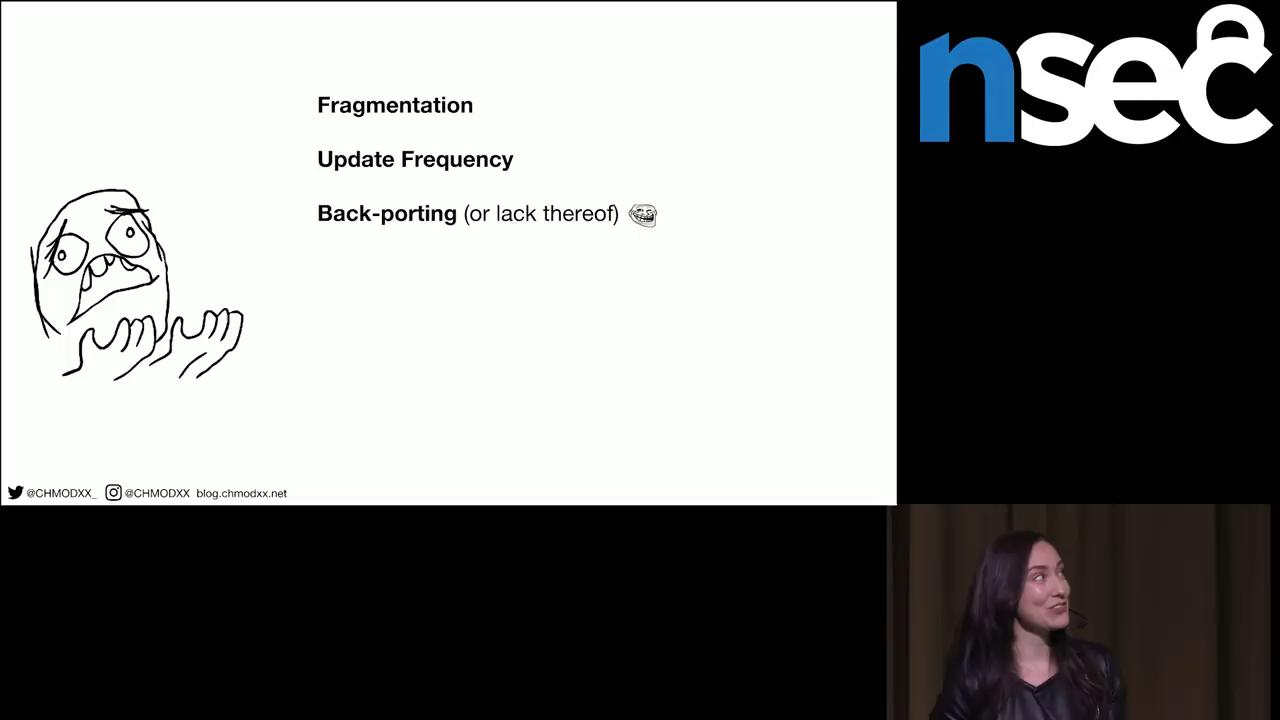 Fragmentation
Update Frequency
Back-porting (or lack thereof)
@CHMODXX_ @CHMODXX blog.chmodxx.net
nsec